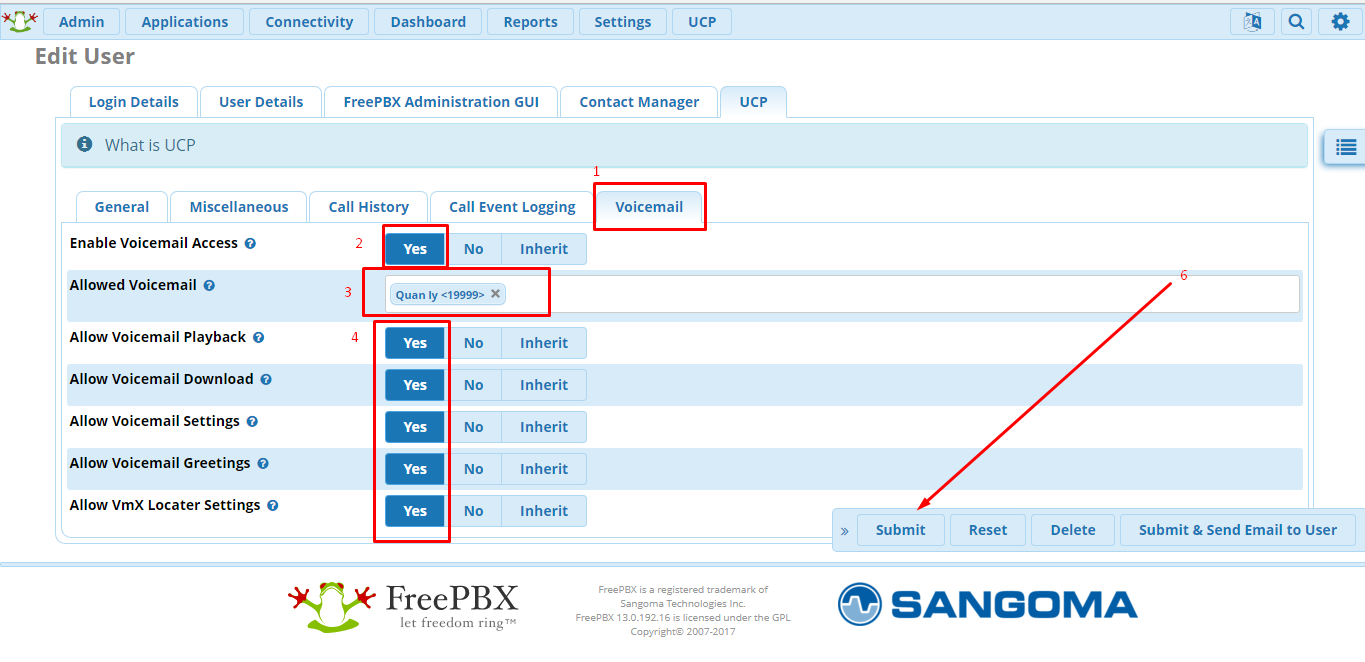 Admin Applications Connectivity Dashboard Reports Settings UCP
Edit User
Login Details User Details FreePBX Administration GUI Contact Manager UCP
What is UCP
1
General Miscellaneous Call History Call Event Logging Voicemail
Enable Voicemail Access 2 Yes No Inherit
Allowed Voicemail 3 Quan ly <19999> ×
6
Allow Voicemail Playback 4 Yes No Inherit
Allow Voicemail Download Yes No Inherit
Allow Voicemail Settings Yes No Inherit
Allow Voicemail Greetings Yes No Inherit
Allow VmX Locater Settings Yes No Inherit
» Submit Reset Delete Submit & Send Email to User
FreePBX
let freedom ring™
FreePBX is a registered trademark of
Sangoma Technologies Inc.
FreePBX 13.0.192.16 is licensed under the GPL
Copyright© 2007-2017
SANGOMA